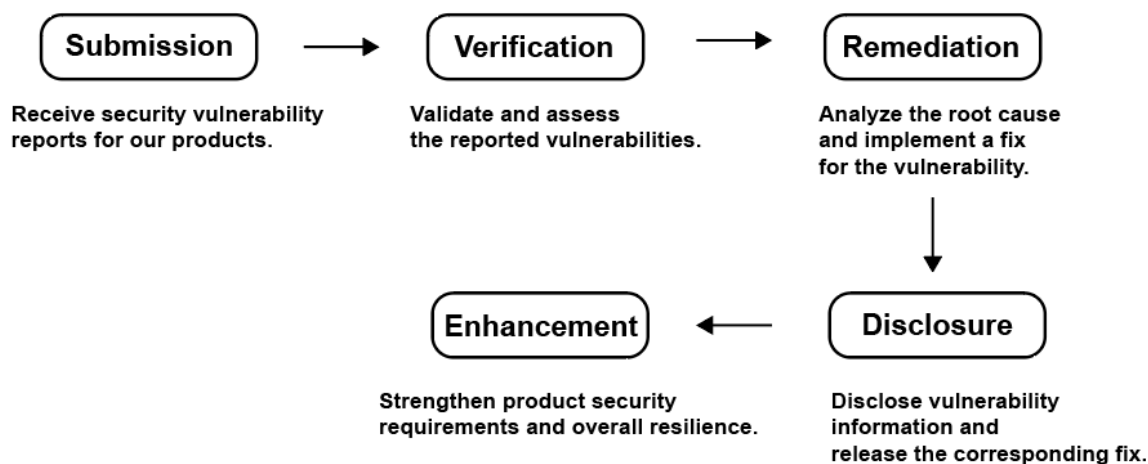 Submission
Receive security vulnerability
reports for our products.
Verification
Validate and assess
the reported vulnerabilities.
Remediation
Analyze the root cause
and implement a fix
for the vulnerability.
Disclosure
Disclose vulnerability
information and
release the corresponding fix.
Enhancement
Strengthen product security
requirements and overall resilience.